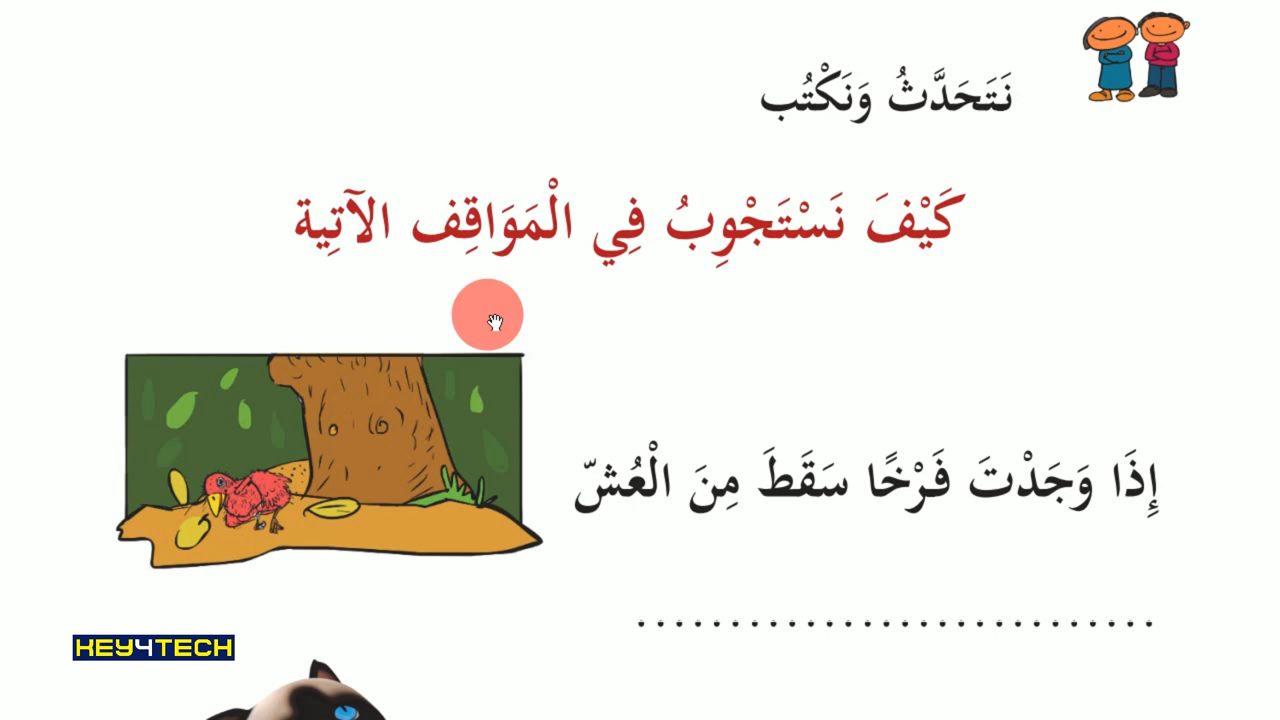 نَتَحَدَّثُ وَنَكْتُب
كَيْفَ نَسْتَجْوِبُ فِي الْمَوَاقِف الآتِية
إِذَا وَجَدْتَ فَرْخًا سَقَطَ مِنَ الْعُشّ
...........................
KEY4TECH